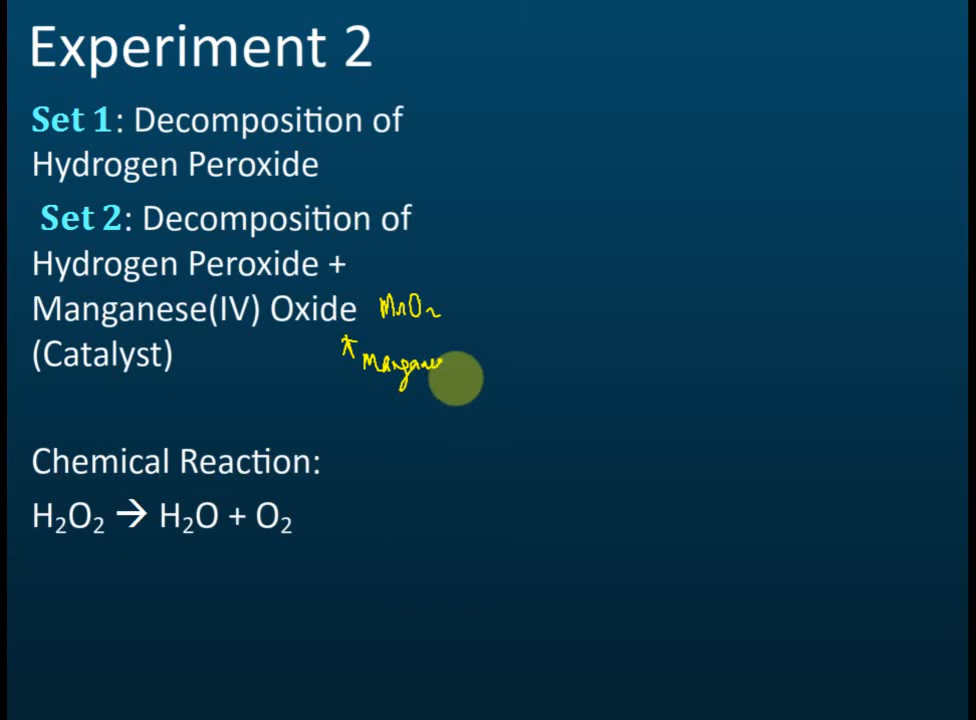 Experiment 2
Set 1: Decomposition of
Hydrogen Peroxide
Set 2: Decomposition of
Hydrogen Peroxide +
Manganese(IV) Oxide MnO₂
(Catalyst)
Chemical Reaction:
H₂O₂ → H₂O + O₂